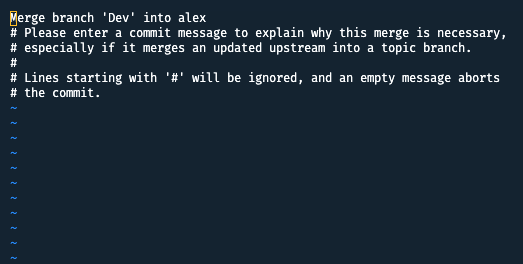 Merge branch 'Dev' into alex
# Please enter a commit message to explain why this merge is necessary,
# especially if it merges an updated upstream into a topic branch.
#
# Lines starting with '#' will be ignored, and an empty message aborts
# the commit.
~
~
~
~
~
~
~
~
~
~
~